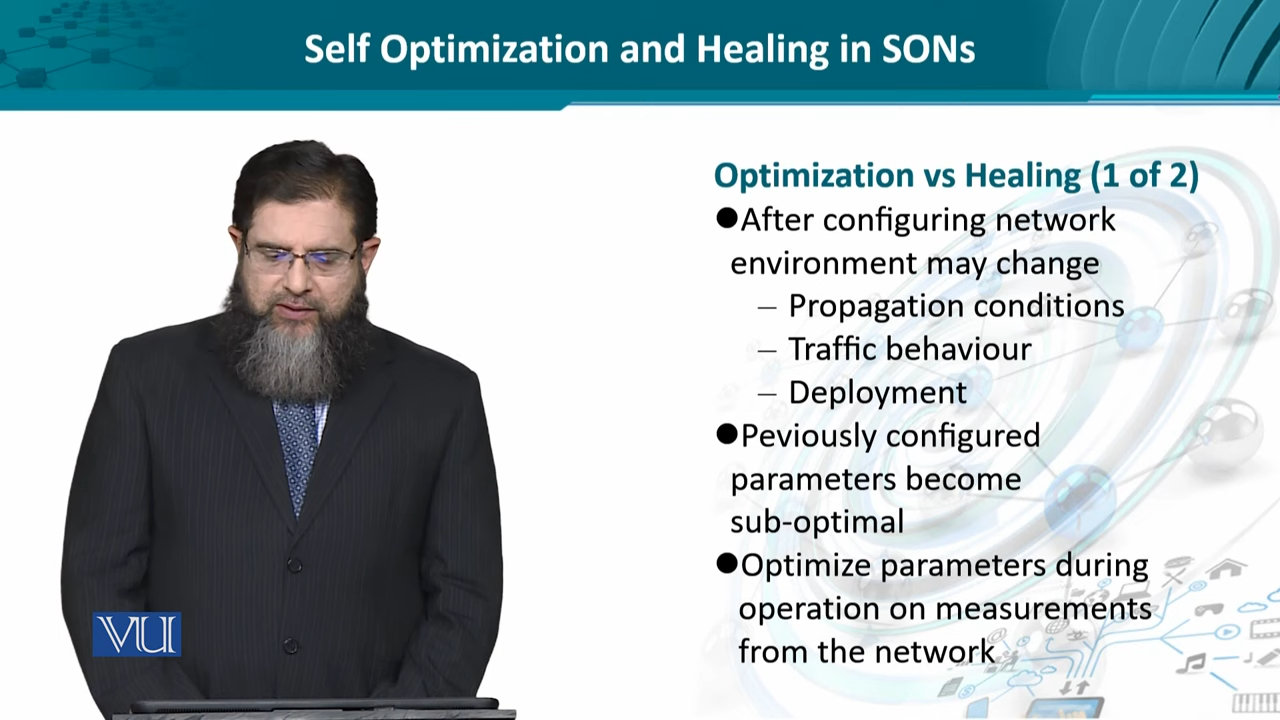 Self Optimization and Healing in SONs
Optimization vs Healing (1 of 2)
●After configuring network
environment may change
– Propagation conditions
– Traffic behaviour
– Deployment
●Peviously configured
parameters become
sub-optimal
●Optimize parameters during
operation on measurements
from the network
VU